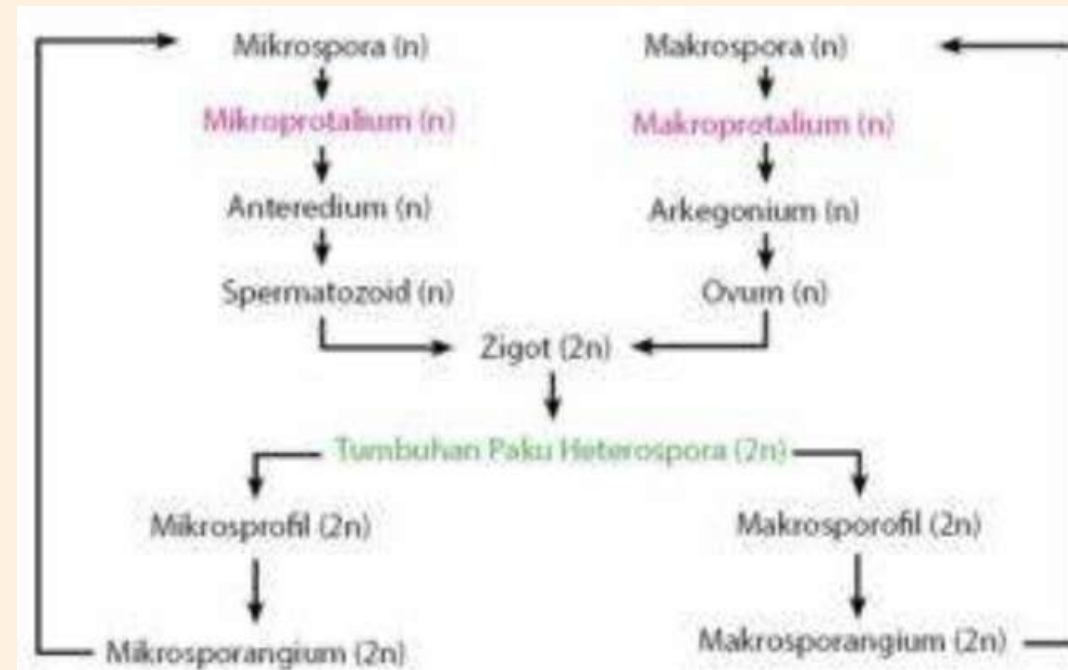 Mikrospora (n)
Makrospora (n)
Mikroprotalium (n)
Makroprotalium (n)
Anteredium (n)
Arkegonium (n)
Spermatozoid (n)
Ovum (n)
Zigot (2n)
Tumbuhan Paku Heterospora (2n)
Mikrosprofil (2n)
Makrosporofil (2n)
Mikrosporangium (2n)
Makrosporangium (2n)